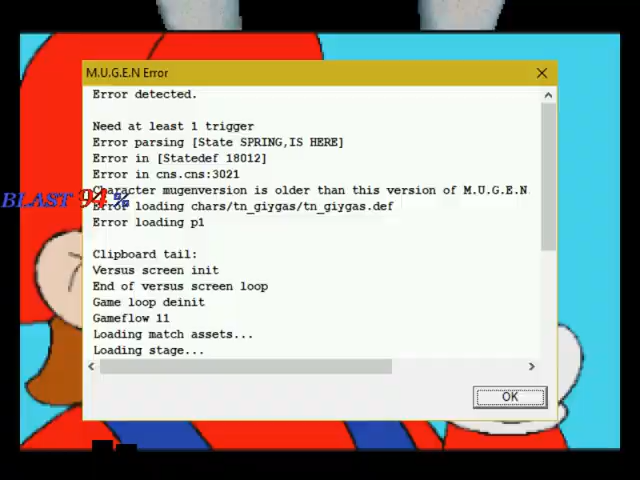 M.U.G.E.N Error
Error detected.
Need at least 1 trigger
Error parsing [State SPRING,IS HERE]
Error in [Statedef 18012]
Error in cns.cns:3021
Character mugenversion is older than this version of M.U.G.E.N
BLAST 94 %
Error loading chars/tn_giygas/tn_giygas.def
Error loading p1
Clipboard tail:
Versus screen init
End of versus screen loop
Game loop deinit
Gameflow 11
Loading match assets...
Loading stage...
OK